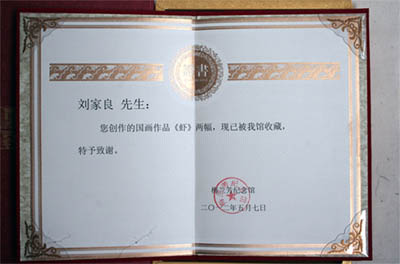 刘家良 先生：
您创作的国画作品《虾》两幅，现已被我馆收藏，
特予致谢。
纪念馆
二〇一二年五月七日